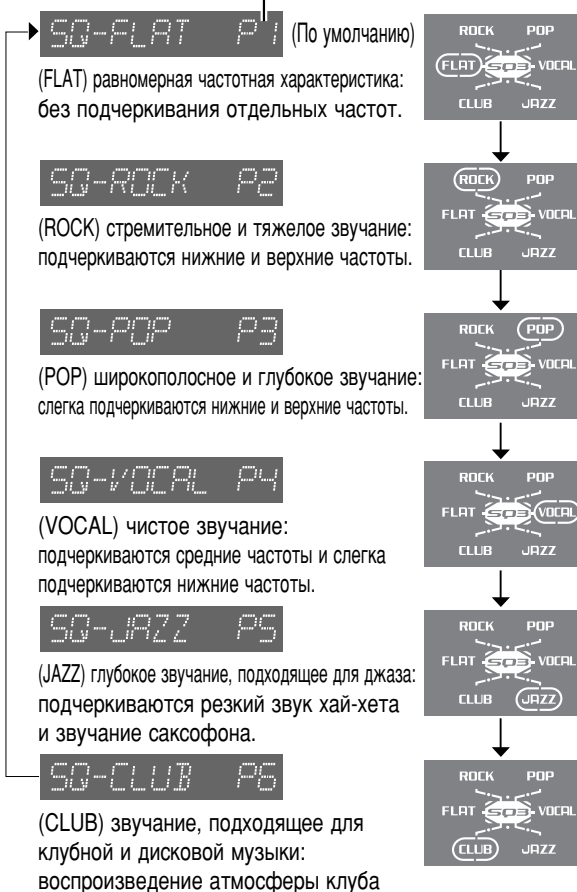 SQ-FLAT P1 (По умолчанию)
(FLAT) равномерная частотная характеристика:
без подчеркивания отдельных частот.
ROCK POP
FLAT SQ3 VOCAL
CLUB JAZZ
SQ-ROCK P2
(ROCK) стремительное и тяжелое звучание:
подчеркиваются нижние и верхние частоты.
ROCK POP
FLAT SQ3 VOCAL
CLUB JAZZ
SQ-POP P3
(POP) широкополосное и глубокое звучание:
слегка подчеркиваются нижние и верхние частоты.
ROCK POP
FLAT SQ3 VOCAL
CLUB JAZZ
SQ-VOCAL P4
(VOCAL) чистое звучание:
подчеркиваются средние частоты и слегка
подчеркиваются нижние частоты.
ROCK POP
FLAT SQ3 VOCAL
CLUB JAZZ
SQ-JAZZ P5
(JAZZ) глубокое звучание, подходящее для джаза:
подчеркиваются резкий звук хай-хета
и звучание саксофона.
ROCK POP
FLAT SQ3 VOCAL
CLUB JAZZ
SQ-CLUB P6
(CLUB) звучание, подходящее для
клубной и дисковой музыки:
воспроизведение атмосферы клуба
ROCK POP
FLAT SQ3 VOCAL
CLUB JAZZ